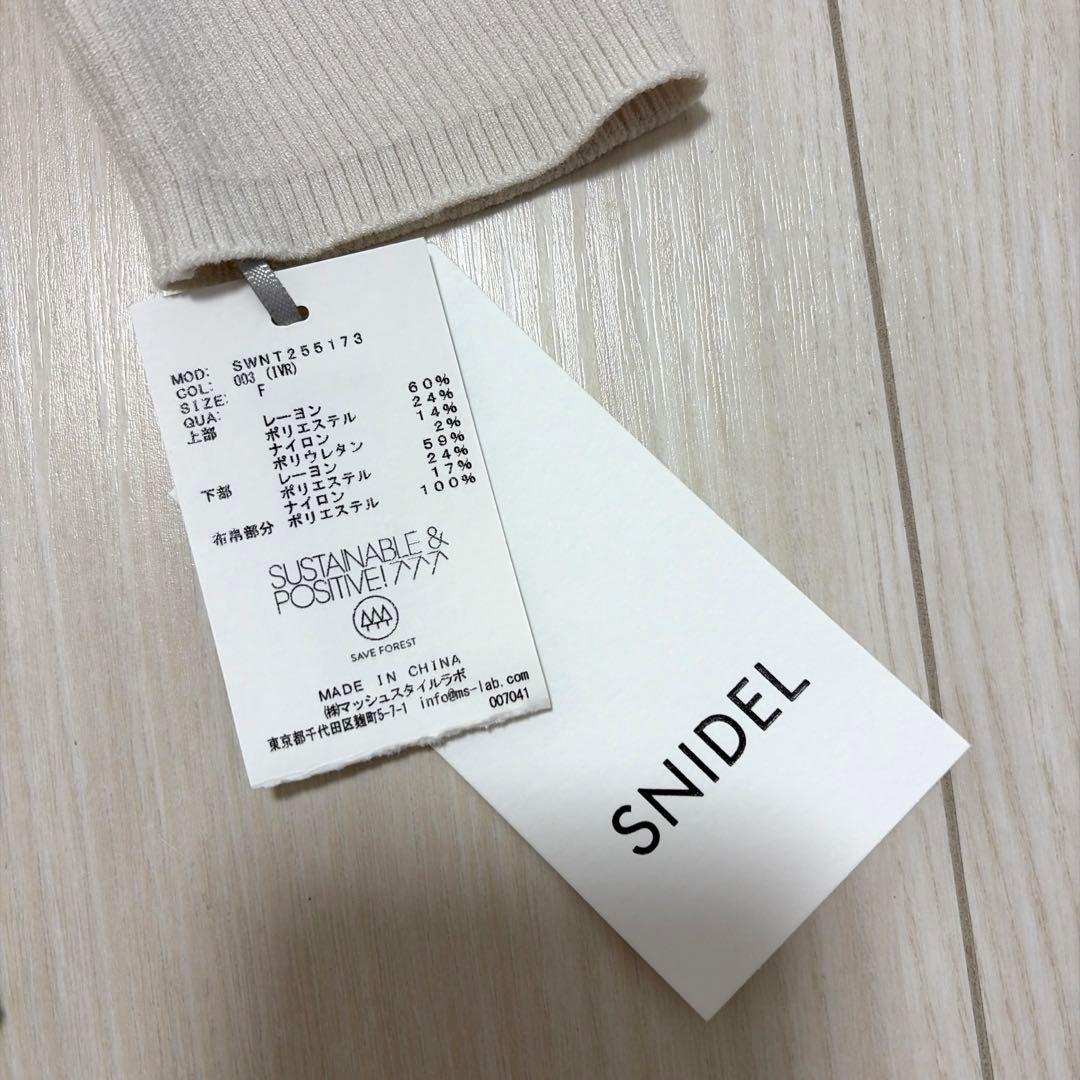 MOD: SWNT255173
COL: 003 (IVR)
SIZE: F
QUA:
上部 レーヨン 60%
ポリエステル 24%
ナイロン 14%
ポリウレタン 2%
下部 レーヨン 59%
ポリエステル 24%
ナイロン 17%
布帛部分 ポリエステル 100%
SUSTAINABLE &
POSITIVE!
SAVE FOREST
MADE IN CHINA
㈱マッシュスタイルラボ
東京都千代田区麹町5-7-1 info@ms-lab.com
007041
SNIDEL